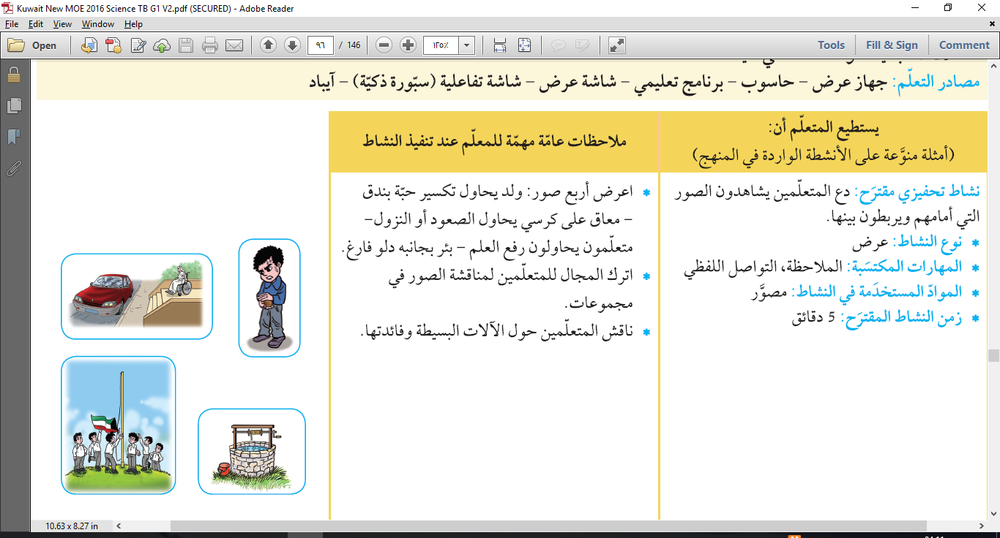 Kuwait New MOE 2016 Science TB G1 V2.pdf (SECURED) - Adobe Reader
File Edit View Window Help
Open ٩٦ / 146 ١٢٥٪ Tools Fill & Sign Comment
مصادر التعلّم: جهاز عرض – حاسوب – برنامج تعليمي – شاشة عرض – شاشة تفاعلية (سبّورة ذكيّة) – آيباد
يستطيع المتعلّم أن:
(أمثلة منوَّعة على الأنشطة الواردة في المنهج)
ملاحظات عامّة مهمّة للمعلّم عند تنفيذ النشاط
نشاط تحفيزي مقترَح: دع المتعلّمين يشاهدون الصور
التي أمامهم ويربطون بينها.
* نوع النشاط: عرض
* المهارات المكتسَبة: الملاحظة، التواصل اللفظي
* الموادّ المستخدَمة في النشاط: مصوَّر
* زمن النشاط المقترَح: 5 دقائق
* اعرض أربع صور: ولد يحاول تكسير حبّة بندق
– معاق على كرسي يحاول الصعود أو النزول–
متعلّمون يحاولون رفع العلم – بئر بجانبه دلو فارغ.
* اترك المجال للمتعلّمين لمناقشة الصور في
مجموعات.
* ناقش المتعلّمين حول الآلات البسيطة وفائدتها.
10.63 x 8.27 in